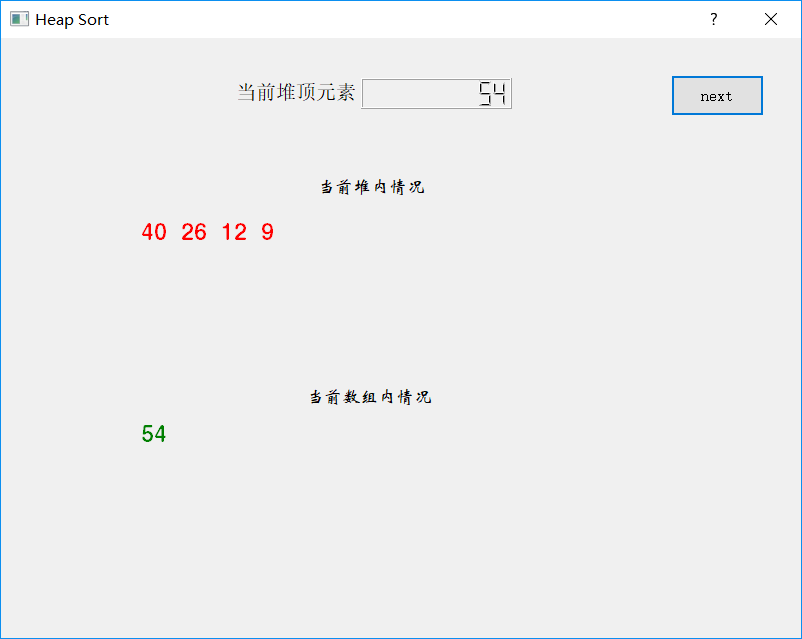 Heap Sort
当前堆顶元素 54
next
当前堆内情况
40 26 12 9
当前数组内情况
54